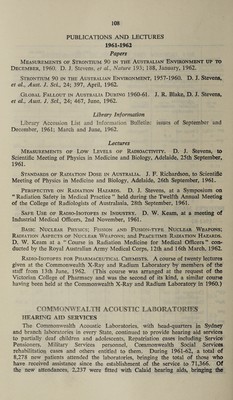 108
PUBLICATIONS AND LECTURES
1961-1962
Papers
MEASUREMENTS OF STRONTIUM 90 IN THE AUSTRALIAN ENVIRONMENT UP TO
DECEMBER, 1960. D. J. Stevens, et al., Nature 193; 188, January, 1962.
STRONTIUM 90 IN THE AUSTRALIAN ENVIRONMENT, 1957-1960. D. J. Stevens,
et al., Aust. J. Sci., 24; 397, April, 1962.
GLOBAL FALLOUT IN AUSTRALIA DURING 1960-61. J. R. Blake, D. J. Stevens,
et al., Aust. J. Sci., 24; 467, June, 1962.
Library Information
Library Accession List and Information Bulletin: issues of September and
December, 1961; March and June, 1962.
Lectures
MEASUREMENTS OF LOW LEVELS OF RADIOACTIVITY. D. J. Stevens, to
Scientific Meeting of Physics in Medicine and Biology, Adelaide, 25th September,
1961.
STANDARDS OF RADIATION DOSE IN AUSTRALIA. J. P. Richardson, to Scientific
Meeting of Physics in Medicine and Biology, Adelaide, 26th September, 1961.
PERSPECTIVE ON RADIATION HAZARDS. D. J. Stevens, at a Symposium on
"Radiation Safety in Medical Practice" held during the Twelfth Annual Meeting
of the College of Radiologists of Australasia, 28th September, 1961.
SAFE USE OF RADIO-ISOTOPES IN INDUSTRY. D. W. Keam, at a meeting of
Industrial Medical Officers, 2nd November, 1961.
BASIC NUCLEAR PHYSICS; FISSION AND FUSION-TYPE NUCLEAR WEAPONS;
RADIATION ASPECTS OF NUCLEAR WEAPONS; AND PEACETIMES RADIATION HAZARDS.
D. W. Keam at a "Course in Radiation Medicine for Medical Officers" con-
ducted by the Royal Australian Army Medical Corps, 12th and 16th March, 1962.
RADIO-ISOTOPES FOR PHARMACEUTICAL CHEMISTS. A course of twenty lectures
given at the Commonwealth X-Ray and Radium Laboratory by members of the
staff from 13th June, 1962. (This course was arranged at the request of the
Victorian College of Pharmacy and was the second of its kind, a similar course
having been held at the Commonwealth X-Ray and Radium Laboratory in 1960.)
COMMONWEALTH ACOUSTIC LABORATORIES
HEARING AID SERVICES
The Commonwealth Acoustic Laboratories, with head-quarters in Sydney
and branch laboratories in every State, continued to provide hearing aid services
to partially deaf children and adolescents, Repatriation cases including Service
Pensioners, Military Services personnel, Commonwealth Social Services
rehabilitation cases and others entitled to them. During 1961-62, a total of
8,278 new patients attended the laboratories, bringing the total of those who
have received assistance since the establishment of the service to 71,366. Of
the new attendances, 2,237 were fitted with Calaid hearing aids, bringing the